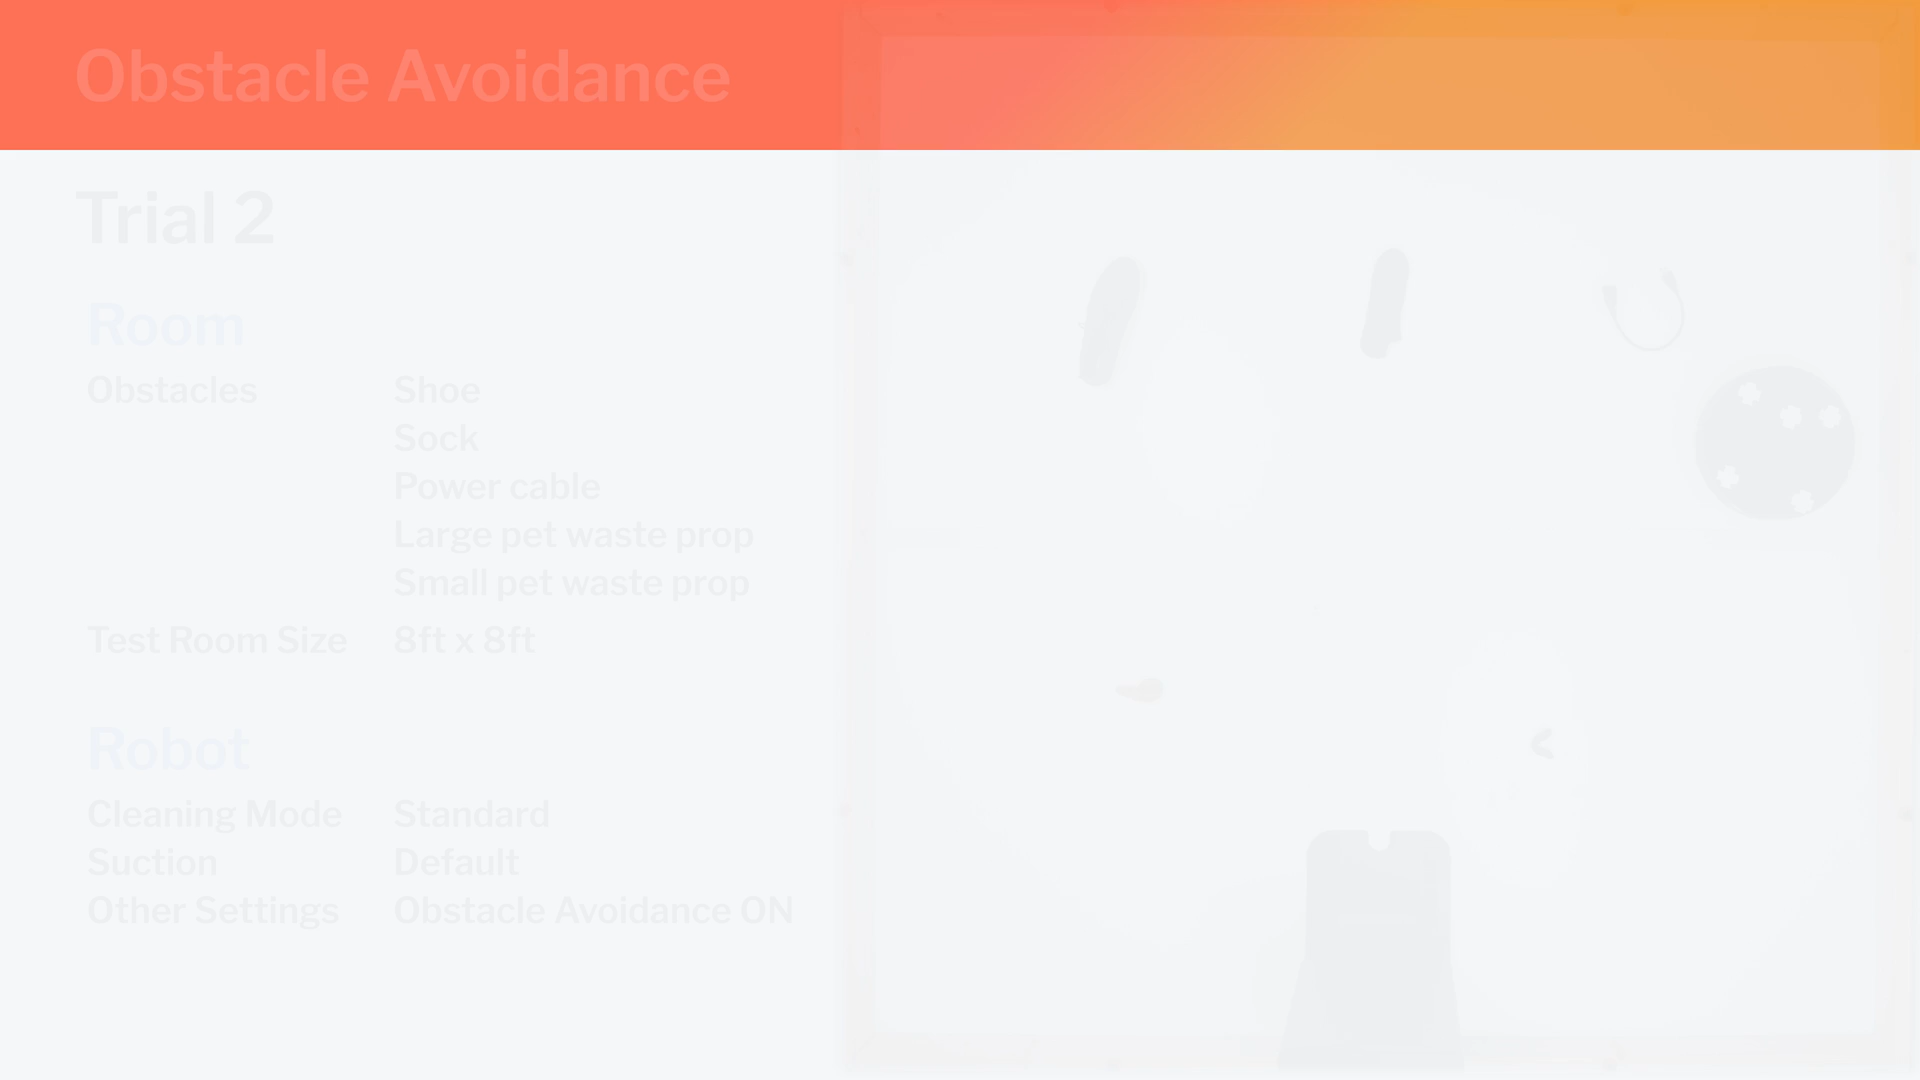 Obstacle Avoidance
Trial 2
Room
Obstacles Shoe
Sock
Power cable
Large pet waste prop
Small pet waste prop
Test Room Size 8ft x 8ft
Robot
Cleaning Mode Standard
Suction Default
Other Settings Obstacle Avoidance ON